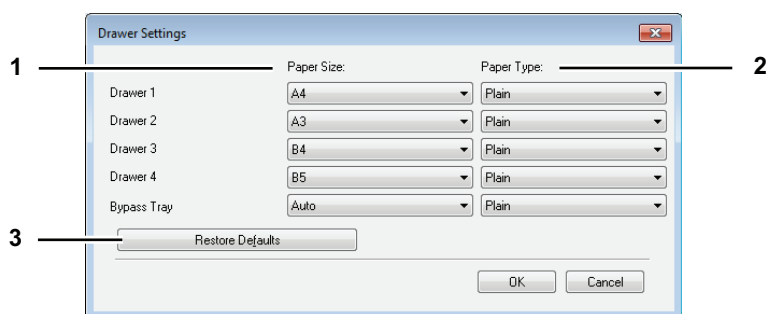 Drawer Settings
1 Paper Size: Paper Type: 2
Drawer 1 A4 Plain
Drawer 2 A3 Plain
Drawer 3 B4 Plain
Drawer 4 B5 Plain
Bypass Tray Auto Plain
3 Restore Defaults
OK Cancel